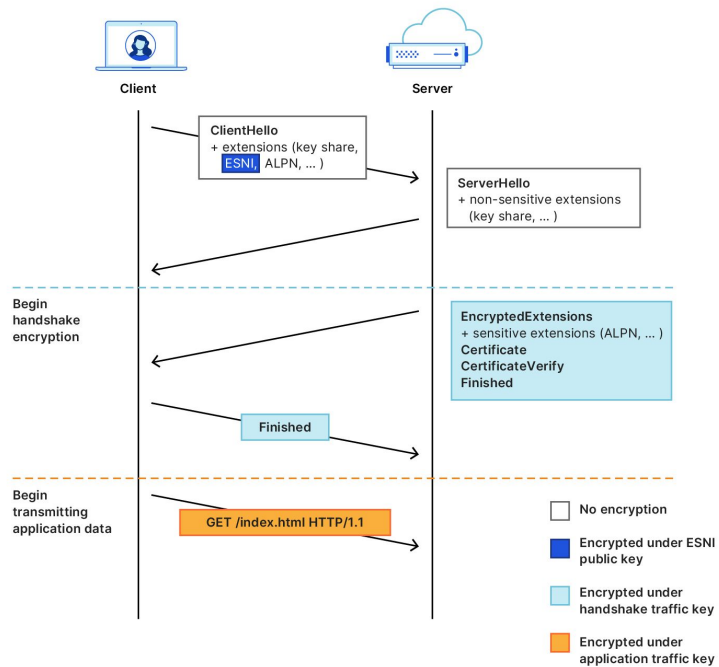 Client
Server
ClientHello
+ extensions (key share,
ESNI, ALPN, ... )
ServerHello
+ non-sensitive extensions
(key share, ... )
Begin
handshake
encryption
EncryptedExtensions
+ sensitive extensions (ALPN, ... )
Certificate
CertificateVerify
Finished
Finished
Begin
transmitting
application data
GET /index.html HTTP/1.1
No encryption
Encrypted under ESNI
public key
Encrypted under
handshake traffic key
Encrypted under
application traffic key